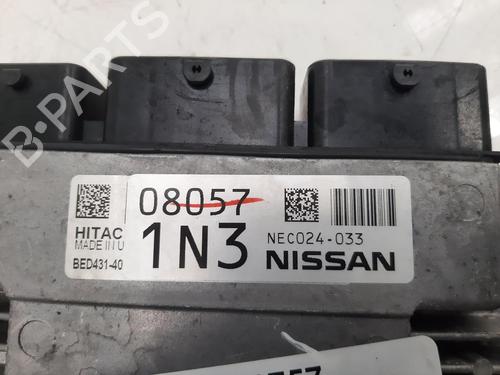 B-PARTS
08057
HITAC
MADE IN U
BED431-40
1N3
NEC024-033
NISSAN